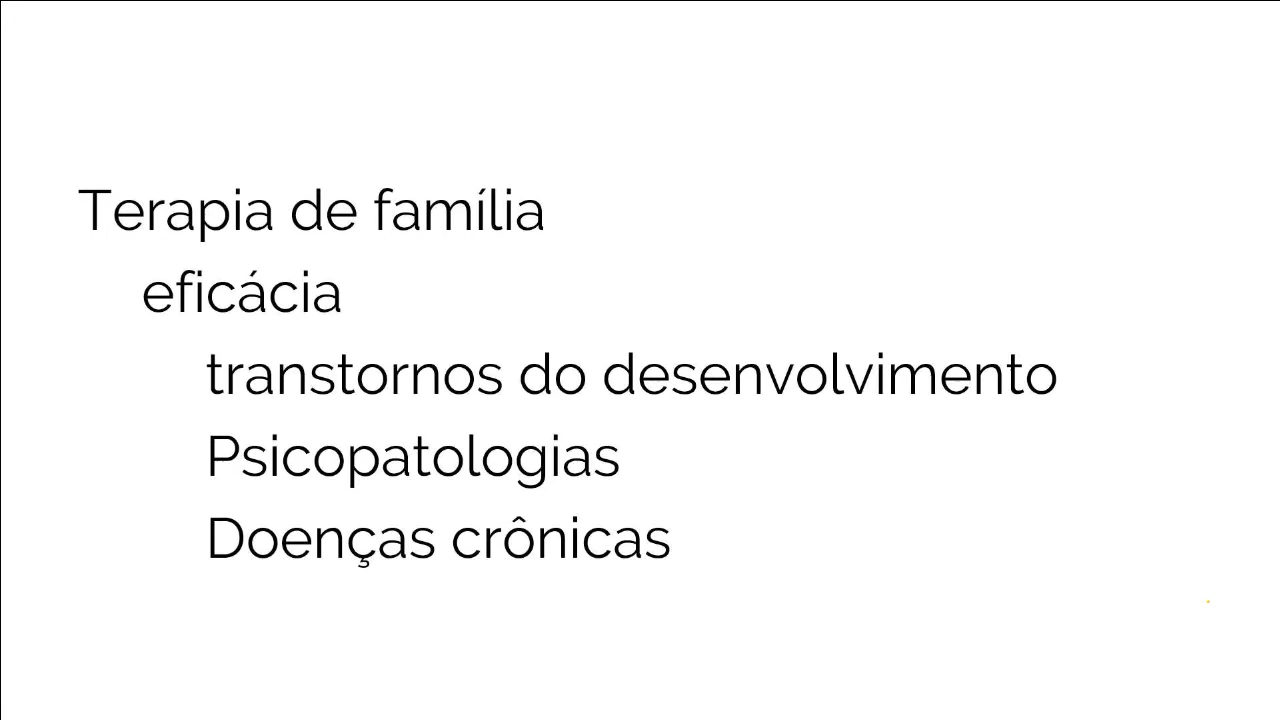 Terapia de família
eficácia
transtornos do desenvolvimento
Psicopatologias
Doenças crônicas